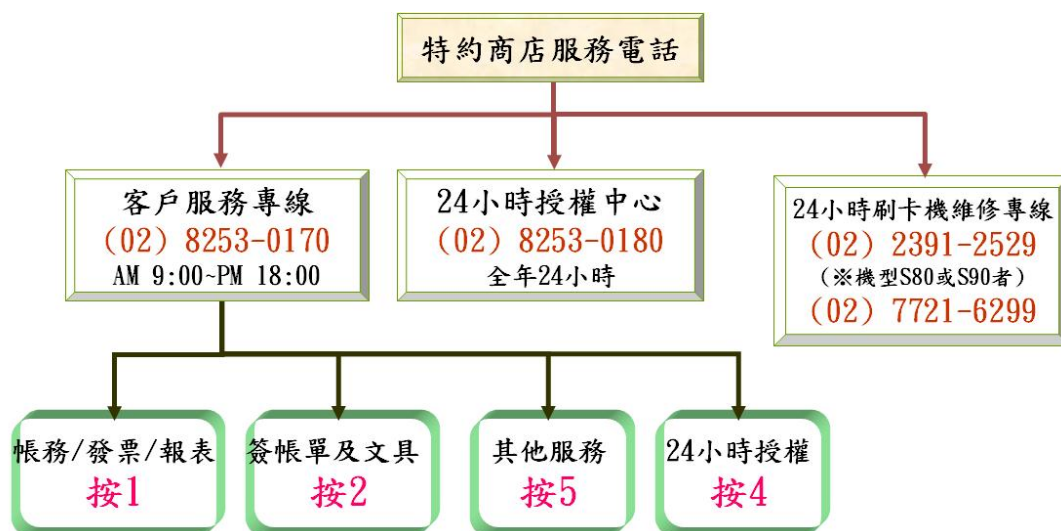 特約商店服務電話
客戶服務專線
(02) 8253-0170
AM 9:00~PM 18:00
24小時授權中心
(02) 8253-0180
全年24小時
24小時刷卡機維修專線
(02) 2391-2529
(※機型S80或S90者)
(02) 7721-6299
帳務/發票/報表
按1
簽帳單及文具
按2
其他服務
按5
24小時授權
按4